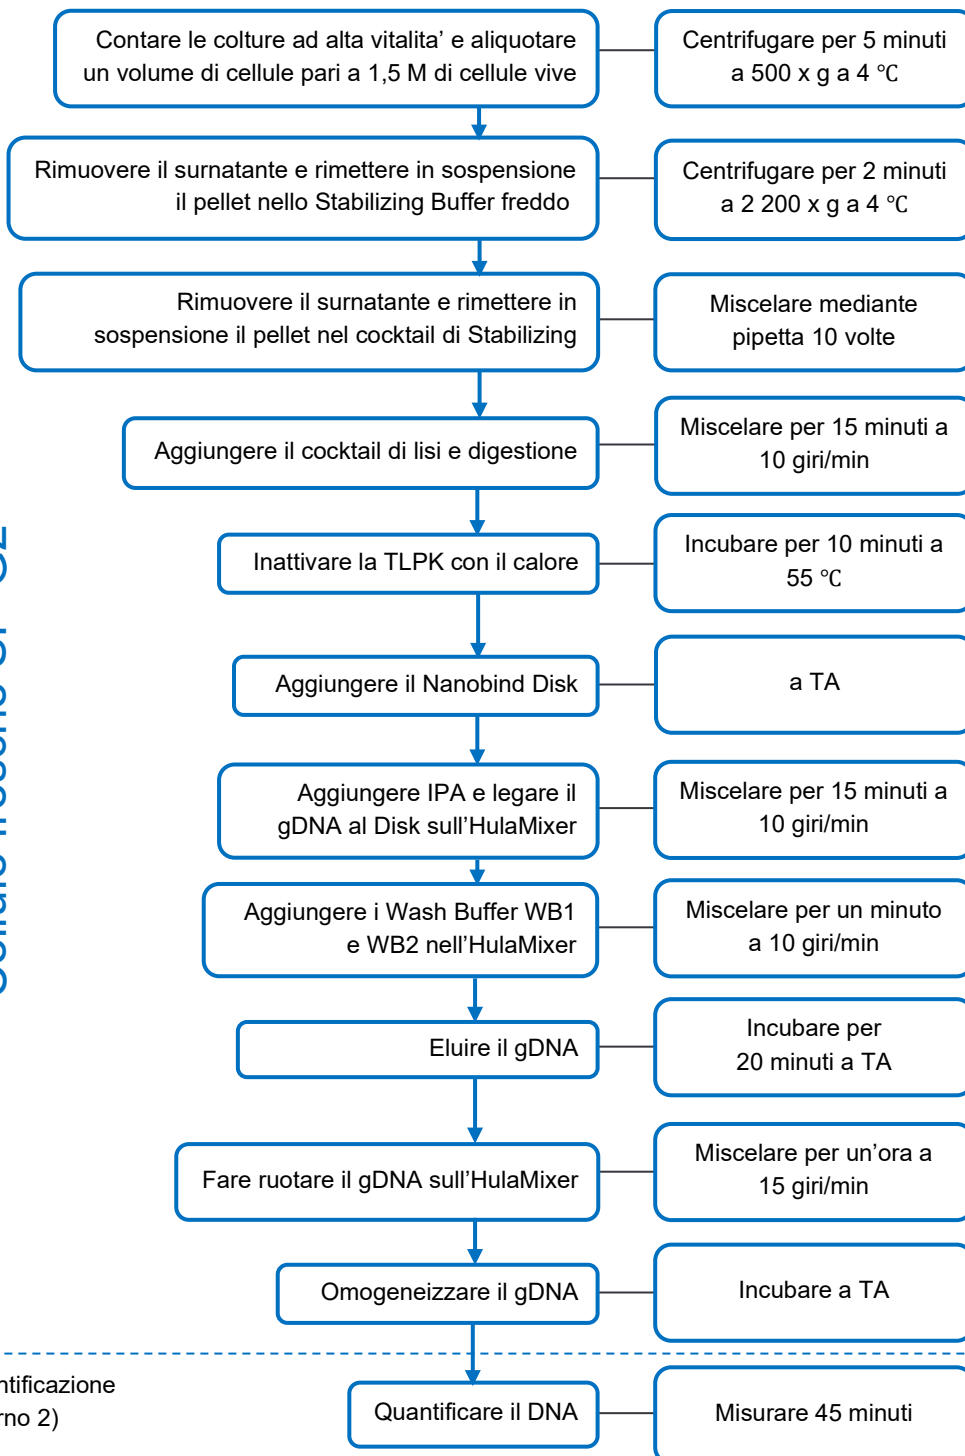 Contare le colture ad alta vitalita’ e aliquotare
un volume di cellule pari a 1,5 M di cellule vive
Centrifugare per 5 minuti
a 500 x g a 4 °C
Rimuovere il surnatante e rimettere in sospensione
il pellet nello Stabilizing Buffer freddo
Centrifugare per 2 minuti
a 2 200 x g a 4 °C
Rimuovere il surnatante e rimettere in
sospensione il pellet nel cocktail di Stabilizing
Miscelare mediante
pipetta 10 volte
Aggiungere il cocktail di lisi e digestione
Miscelare per 15 minuti a
10 giri/min
Inattivare la TLPK con il calore
Incubare per 10 minuti a
55 °C
Aggiungere il Nanobind Disk
a TA
Aggiungere IPA e legare il
gDNA al Disk sull’HulaMixer
Miscelare per 15 minuti a
10 giri/min
Aggiungere i Wash Buffer WB1
e WB2 nell’HulaMixer
Miscelare per un minuto
a 10 giri/min
Eluire il gDNA
Incubare per
20 minuti a TA
Fare ruotare il gDNA sull’HulaMixer
Miscelare per un’ora a
15 giri/min
Omogeneizzare il gDNA
Incubare a TA
ntificazione
rno 2)
Quantificare il DNA
Misurare 45 minuti